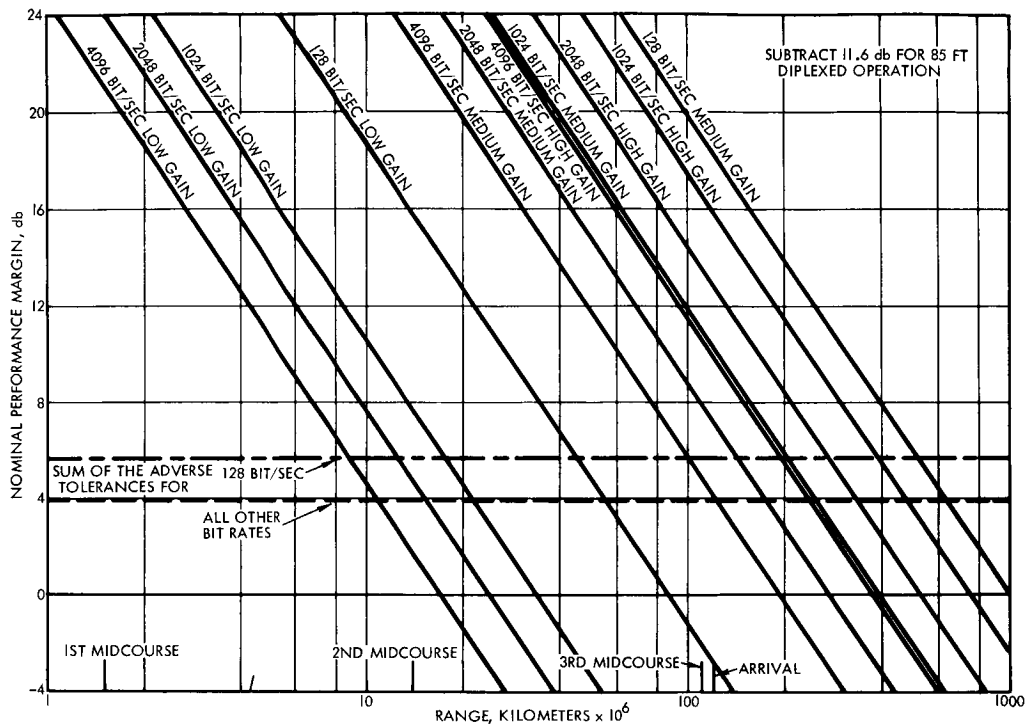 24
20
16
12
8
4
0
-4
NOMINAL PERFORMANCE MARGIN, db
4096 BIT/SEC LOW GAIN
2048 BIT/SEC LOW GAIN
1024 BIT/SEC LOW GAIN
128 BIT/SEC LOW GAIN
4096 BIT/SEC MEDIUM GAIN
2048 BIT/SEC MEDIUM GAIN
4096 BIT/SEC HIGH GAIN
1024 BIT/SEC MEDIUM GAIN
2048 BIT/SEC HIGH GAIN
1024 BIT/SEC HIGH GAIN
128 BIT/SEC MEDIUM GAIN
SUBTRACT 11.6 db FOR 85 FT
DIPLEXED OPERATION
SUM OF THE ADVERSE
TOLERANCES FOR
128 BIT/SEC
ALL OTHER
BIT RATES
1ST MIDCOURSE
2ND MIDCOURSE
3RD MIDCOURSE
ARRIVAL
1
10
100
1000
RANGE, KILOMETERS x 10⁶